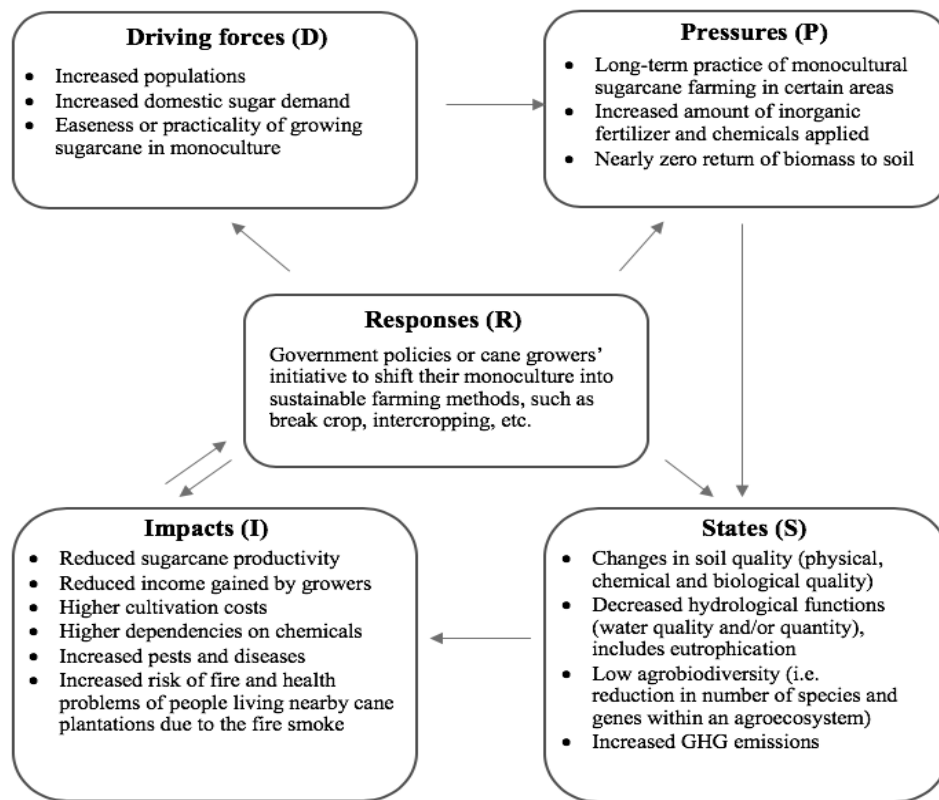 Driving forces (D)
• Increased populations
• Increased domestic sugar demand
• Easeness or practicality of growing
sugarcane in monoculture
Pressures (P)
• Long-term practice of monocultural
sugarcane farming in certain areas
• Increased amount of inorganic
fertilizer and chemicals applied
• Nearly zero return of biomass to soil
Responses (R)
Government policies or cane growers’
initiative to shift their monoculture into
sustainable farming methods, such as
break crop, intercropping, etc.
Impacts (I)
• Reduced sugarcane productivity
• Reduced income gained by growers
• Higher cultivation costs
• Higher dependencies on chemicals
• Increased pests and diseases
• Increased risk of fire and health
problems of people living nearby cane
plantations due to the fire smoke
States (S)
• Changes in soil quality (physical,
chemical and biological quality)
• Decreased hydrological functions
(water quality and/or quantity),
includes eutrophication
• Low agrobiodiversity (i.e.
reduction in number of species and
genes within an agroecosystem)
• Increased GHG emissions